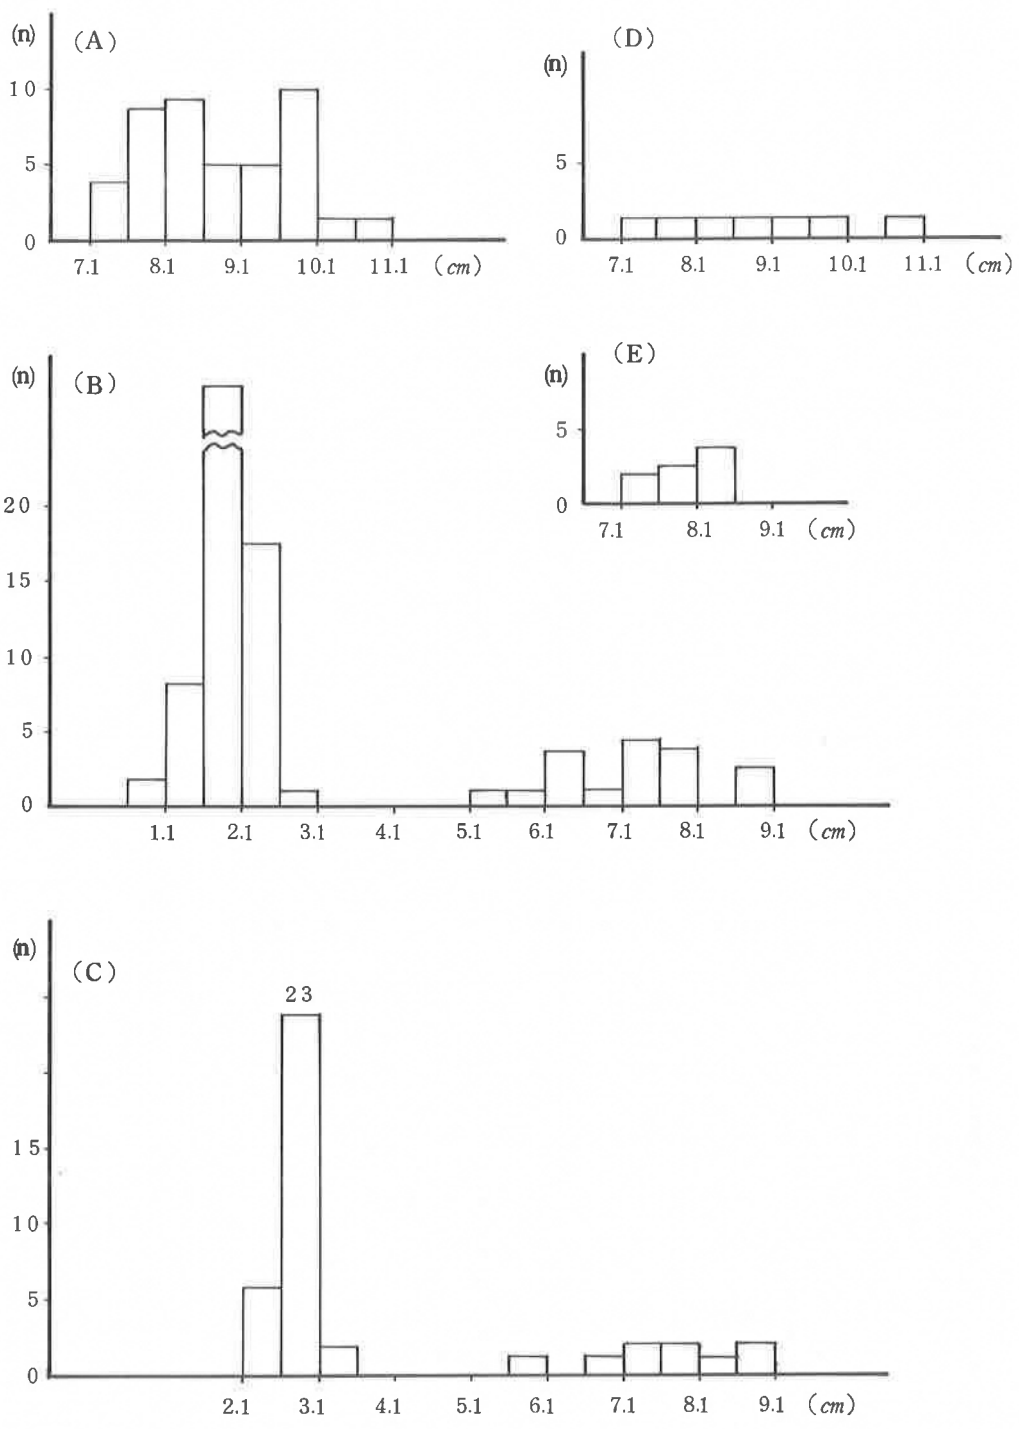 (n) (A)
10
5
0
7.1 8.1 9.1 10.1 11.1 (cm)
(D)
(n)
5
0
7.1 8.1 9.1 10.1 11.1 (cm)
(n) (B)
20
15
10
5
0
1.1 2.1 3.1 4.1 5.1 6.1 7.1 8.1 9.1 (cm)
(E)
(n)
5
0
7.1 8.1 9.1 (cm)
(n)
(C)
23
15
10
5
0
2.1 3.1 4.1 5.1 6.1 7.1 8.1 9.1 (cm)